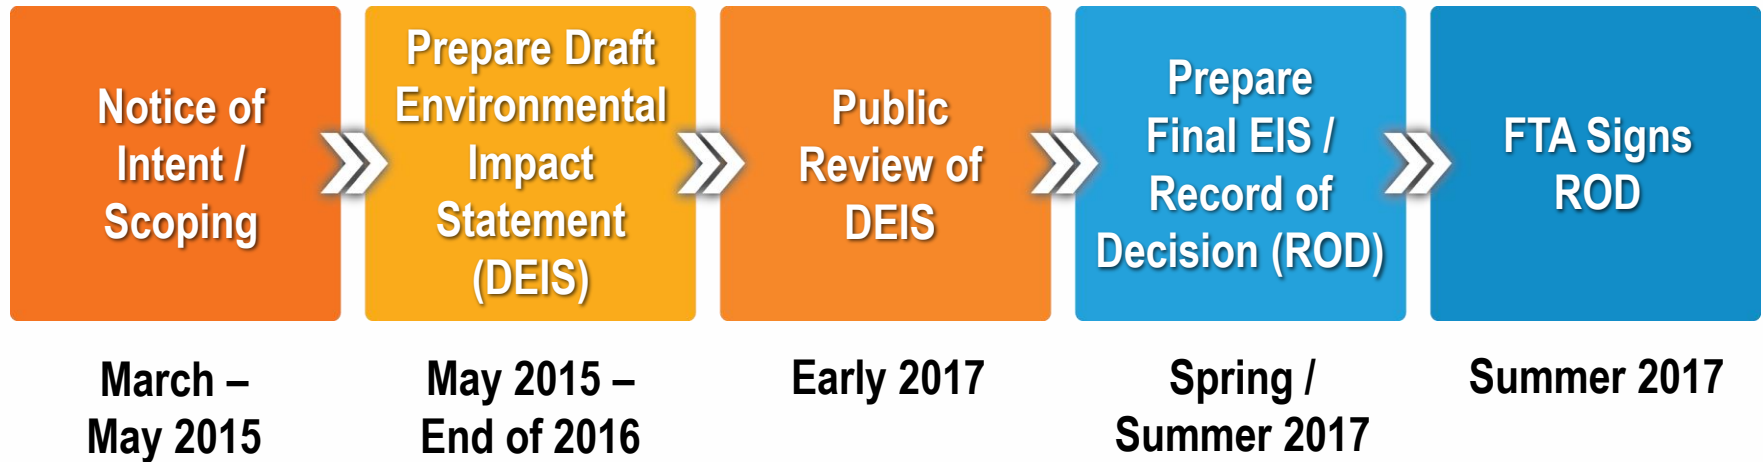 Notice of
Intent /
Scoping
Prepare Draft
Environmental
Impact
Statement
(DEIS)
Public
Review of
DEIS
Prepare
Final EIS /
Record of
Decision (ROD)
FTA Signs
ROD
March –
May 2015
May 2015 –
End of 2016
Early 2017
Spring /
Summer 2017
Summer 2017